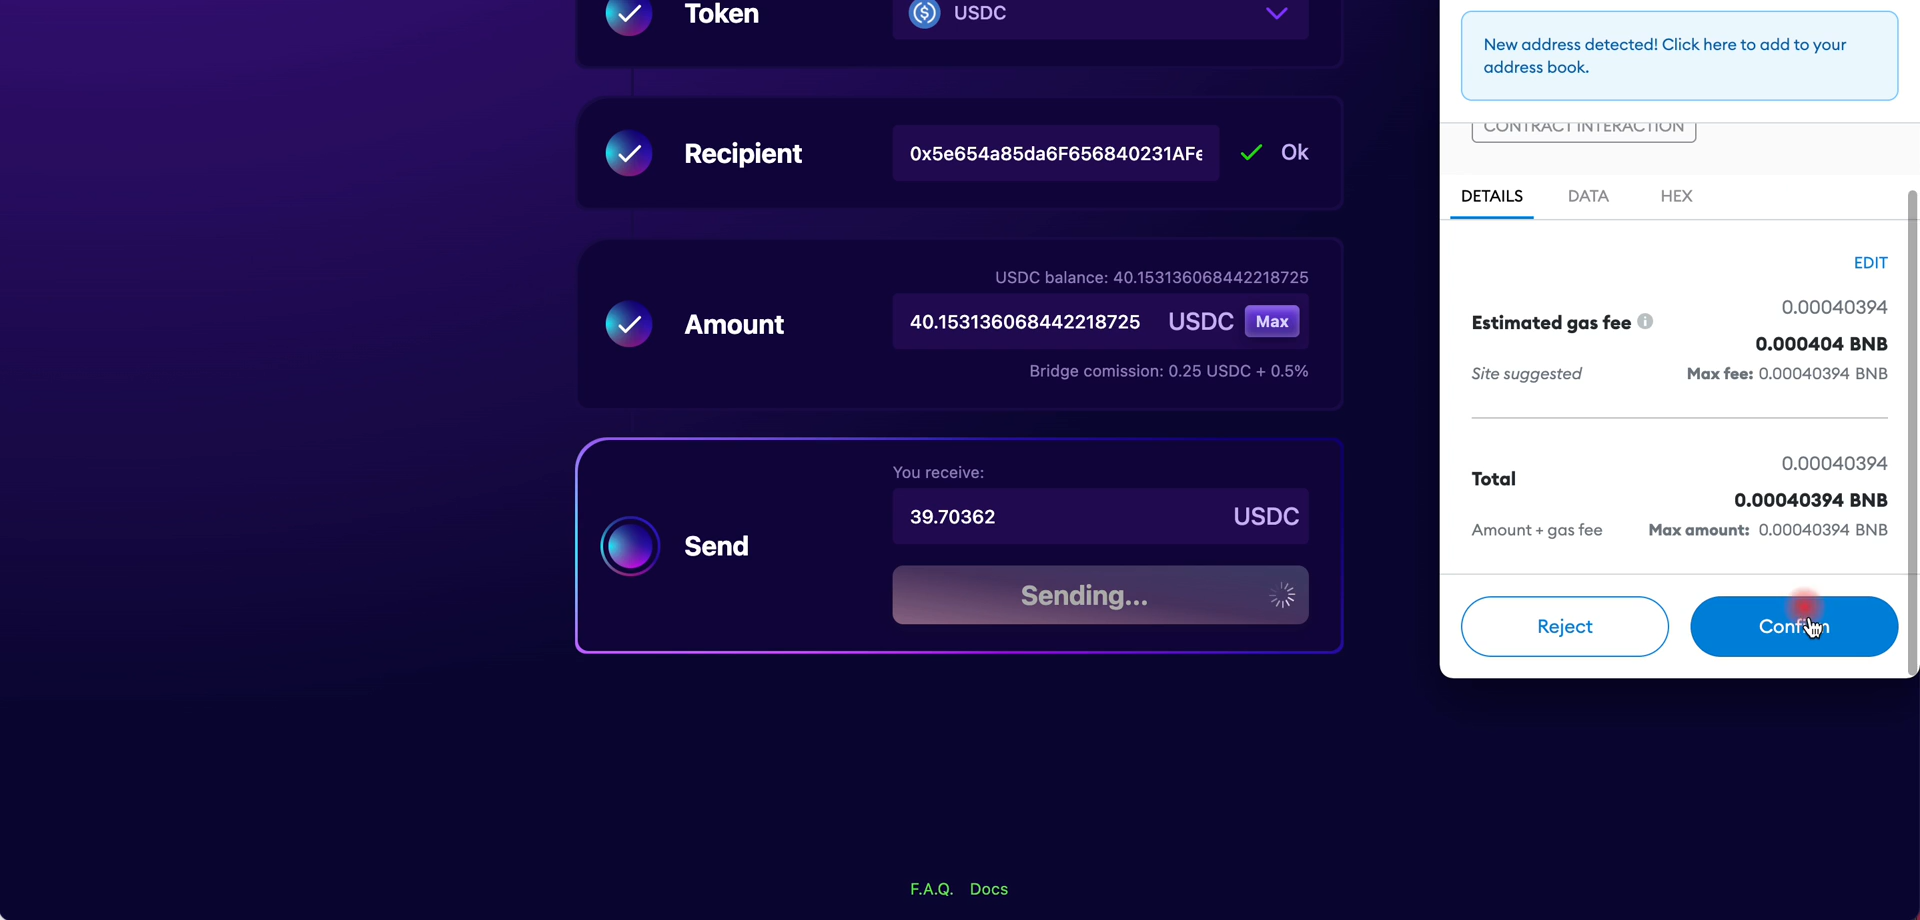 Token
USDC
Recipient
0x5e654a85da6F656840231AFe
Ok
USDC balance: 40.153136068442218725
Amount
40.153136068442218725 USDC Max
Bridge comission: 0.25 USDC + 0.5%
You receive:
39.70362 USDC
Send
Sending...
F.A.Q. Docs
New address detected! Click here to add to your
address book.
CONTRACT INTERACTION
DETAILS DATA HEX
EDIT
0.00040394
Estimated gas fee
0.000404 BNB
Site suggested Max fee: 0.00040394 BNB
0.00040394
Total
0.00040394 BNB
Amount + gas fee Max amount: 0.00040394 BNB
Reject Confirm